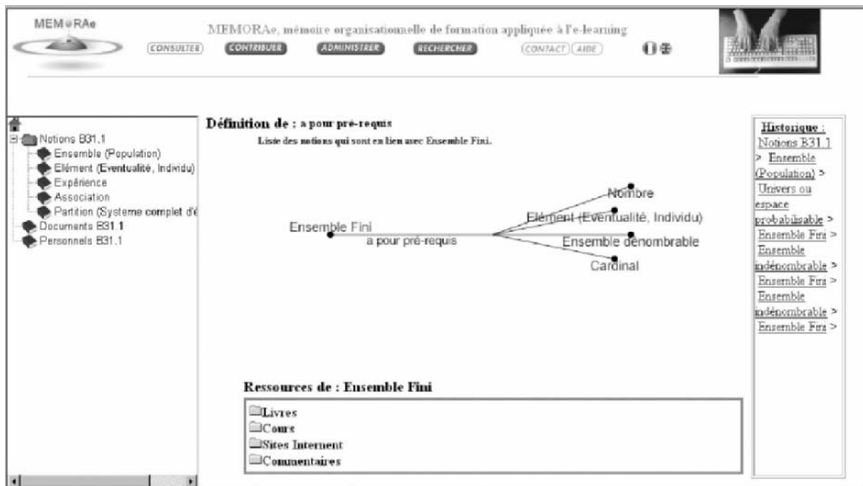 MEMORAe
MEMORAe, mémoire organisationnelle de formation appliquée à l'e-learning
CONSULTER CONTRIBUER ADMINISTRER RECHERCHER CONTACT AIDE
Notions B31.1
Ensemble (Population)
Elément (Eventualité, Individu)
Expérience
Association
Partition (Systeme complet d'é
Documents B31.1
Personnels B31.1
Définition de : a pour pré-requis
Liste des notions qui sont en lien avec Ensemble Fini.
Ensemble Fini
a pour pré-requis
Nombre
Elément (Eventualité, Individu)
Ensemble dénombrable
Cardinal
Ressources de : Ensemble Fini
Livres
Cours
Sites Internent
Commentaires
Historique :
Notions B31.1
> Ensemble
(Population) >
Univers ou
espace
probabilisable >
Ensemble Fini >
Ensemble
indénombrable >
Ensemble Fini >
Ensemble
indénombrable >
Ensemble Fini >